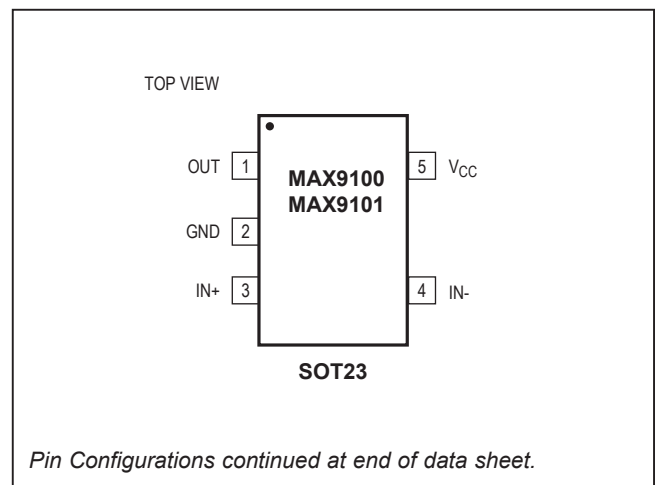 TOP VIEW
OUT 1
GND 2
IN+ 3
MAX9100
MAX9101
5 VCC
4 IN-
SOT23
Pin Configurations continued at end of data sheet.